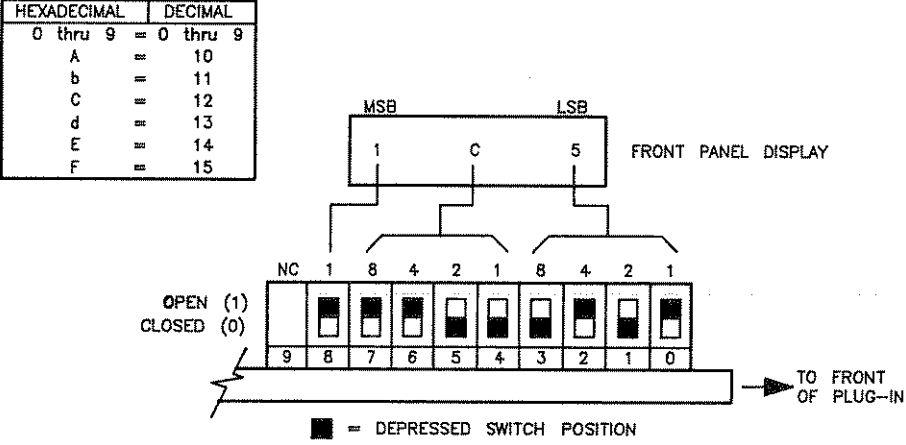 HEXADECIMAL DECIMAL
0 thru 9 = 0 thru 9
A = 10
b = 11
C = 12
d = 13
E = 14
F = 15
MSB LSB
1 C 5 FRONT PANEL DISPLAY
NC 1 8 4 2 1 8 4 2 1
OPEN (1)
CLOSED (0)
9 8 7 6 5 4 3 2 1 0
TO FRONT
OF PLUG-IN
= DEPRESSED SWITCH POSITION